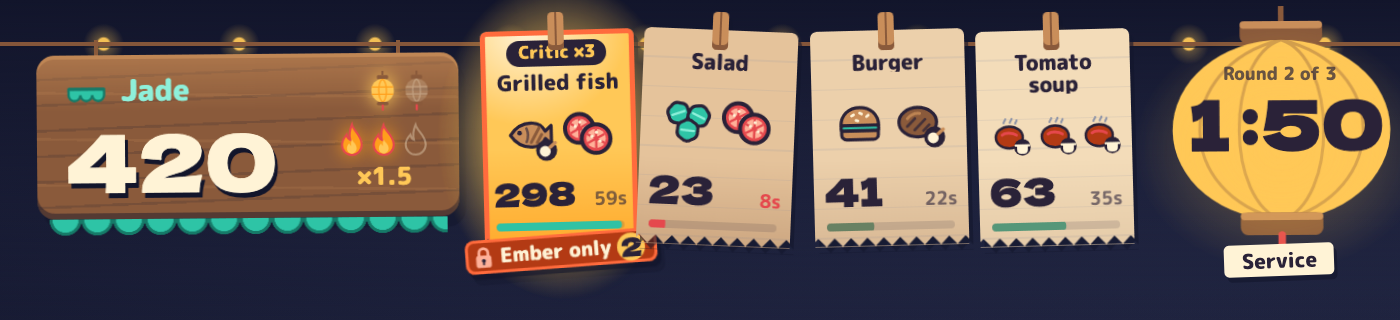 Jade
420
×1.5
Critic ×3
Grilled fish
298 59s
Ember only 2
Salad
23 8s
Burger
41 22s
Tomato
soup
63 35s
Round 2 of 3
1:50
Service